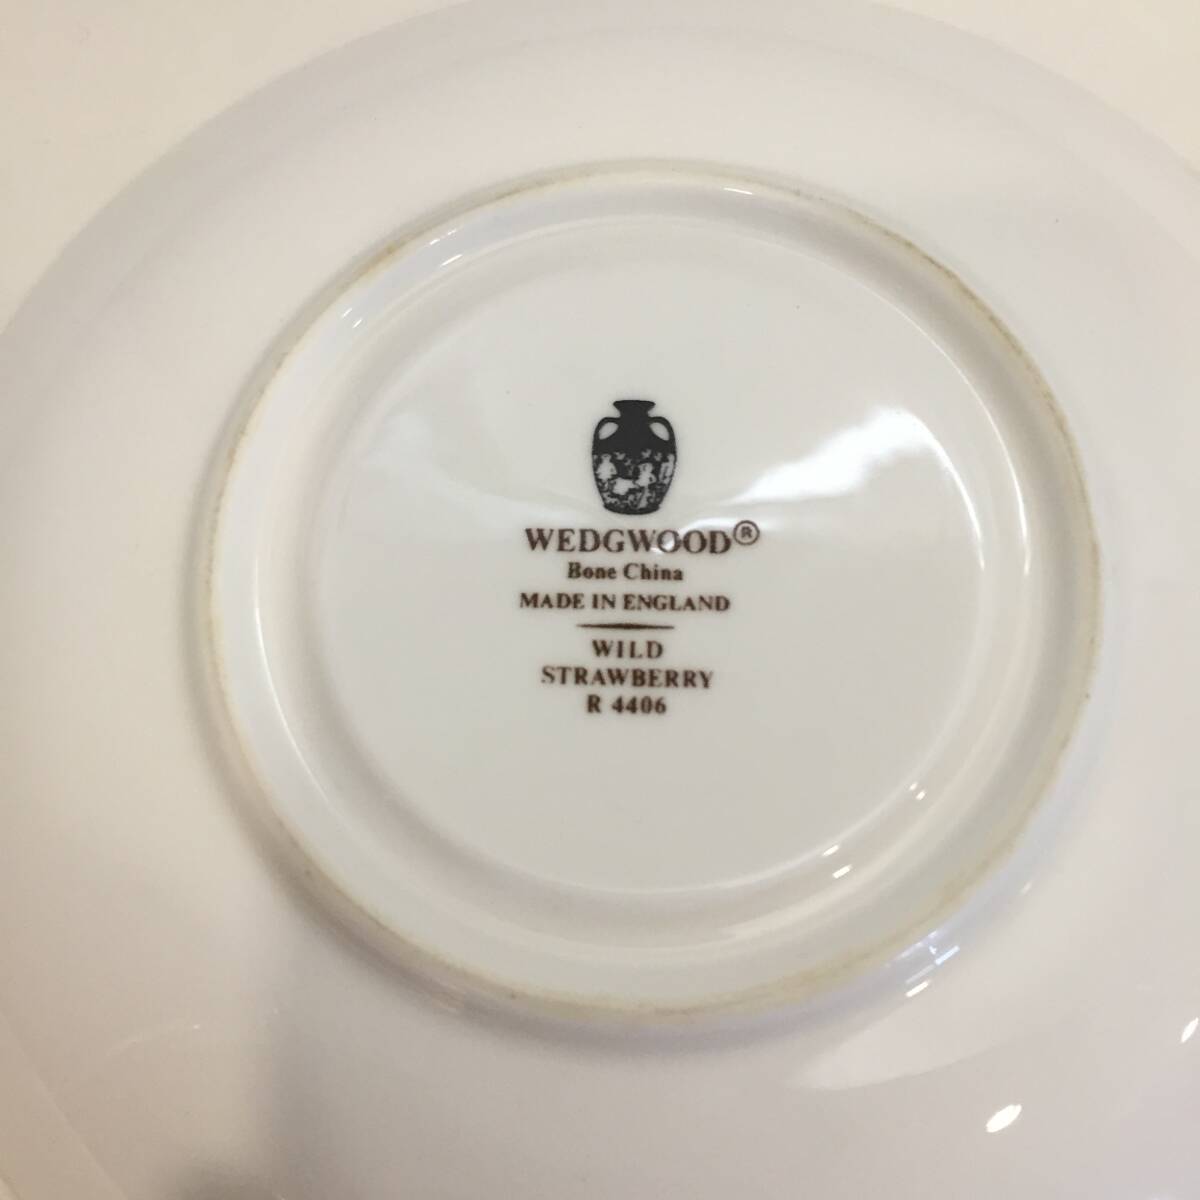 WEDGWOOD®
Bone China
MADE IN ENGLAND
WILD
STRAWBERRY
R 4406